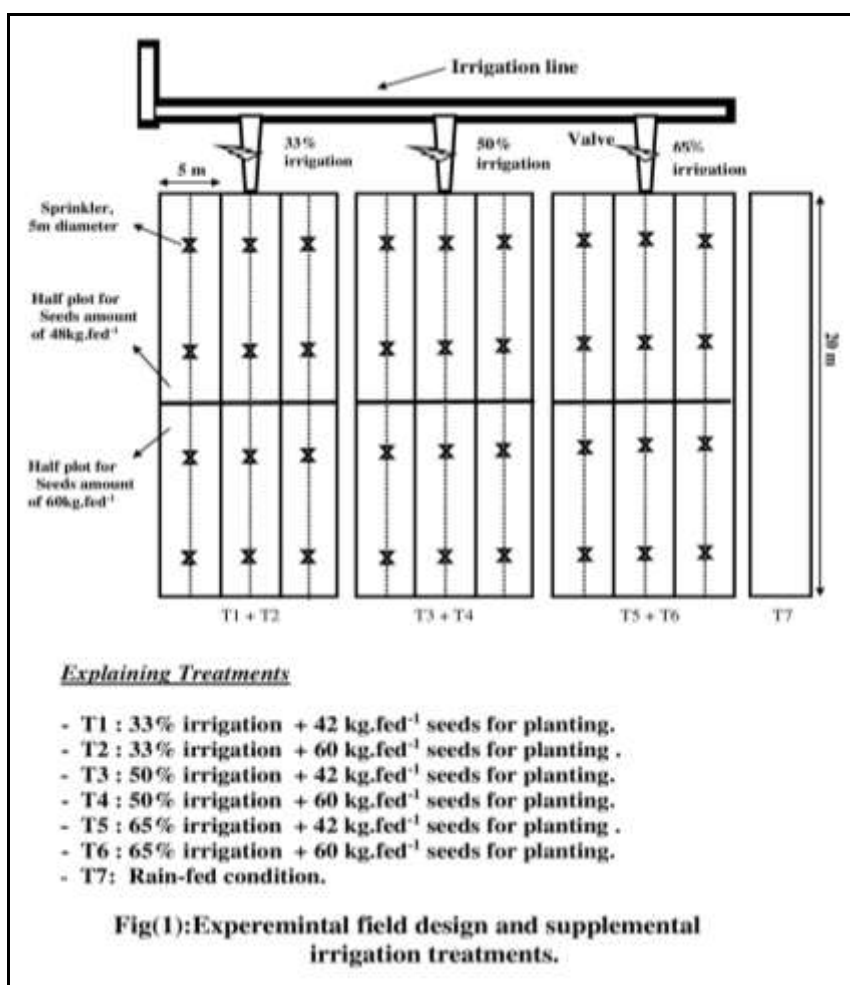 Irrigation line
33%
irrigation
50%
irrigation
Valve
65%
irrieation
5 m
Sprinkler,
5m diameter
Half plot for
Seeds amount
of 48kg.fed⁻¹
20 m
Half plot for
Seeds amount
of 60kg.fed⁻¹
T1 + T2
T3 + T4
T5 + T6
T7
Explaining Treatments
- T1 : 33% irrigation + 42 kg.fed⁻¹ seeds for planting.
- T2 : 33% irrigation + 60 kg.fed⁻¹ seeds for planting .
- T3 : 50% irrigation + 42 kg.fed⁻¹ seeds for planting.
- T4 : 50% irrigation + 60 kg.fed⁻¹ seeds for planting.
- T5 : 65% irrigation + 42 kg.fed⁻¹ seeds for planting .
- T6 : 65% irrigation + 60 kg.fed⁻¹ seeds for planting.
- T7: Rain-fed condition.
Fig(1):Experemintal field design and supplemental
irrigation treatments.